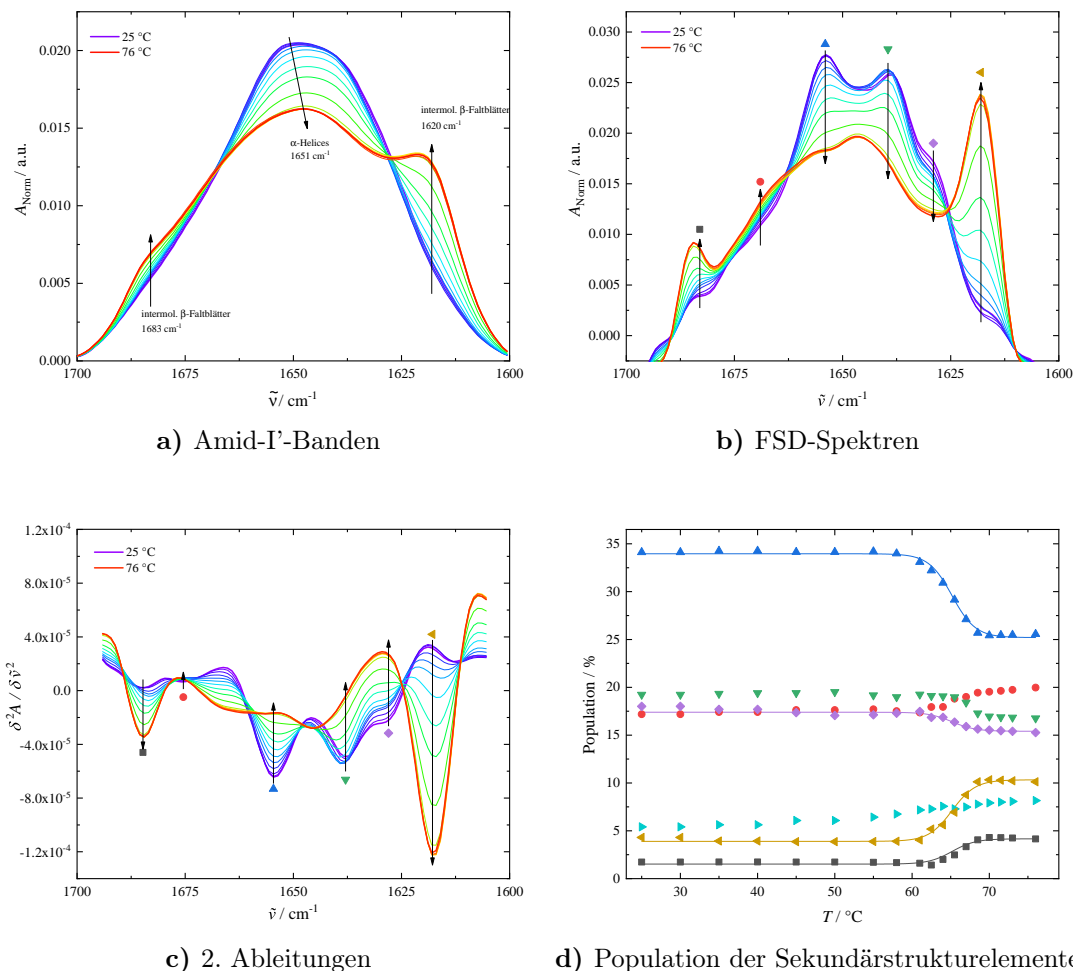 0.020
0.015
0.010
0.005
0.000
A_Norm / a.u.
25 °C
76 °C
α-Helices
1651 cm⁻¹
intermol. β-Faltblätter
1620 cm⁻¹
intermol. β-Faltblätter
1683 cm⁻¹
1700 1675 1650 1625 1600
ṽ / cm⁻¹
a) Amid-I'-Banden
0.030
0.025
0.020
0.015
0.010
0.005
0.000
A_Norm / a.u.
25 °C
76 °C
1700 1675 1650 1625 1600
ṽ / cm⁻¹
b) FSD-Spektren
1.2x10⁻⁴
8.0x10⁻⁵
4.0x10⁻⁵
0.0
-4.0x10⁻⁵
-8.0x10⁻⁵
-1.2x10⁻⁴
δ²A / δṽ²
25 °C
76 °C
1700 1675 1650 1625 1600
ṽ / cm⁻¹
c) 2. Ableitungen
35
30
25
20
15
10
5
0
Population / %
30 40 50 60 70
T / °C
d) Population der Sekundärstrukturelemente